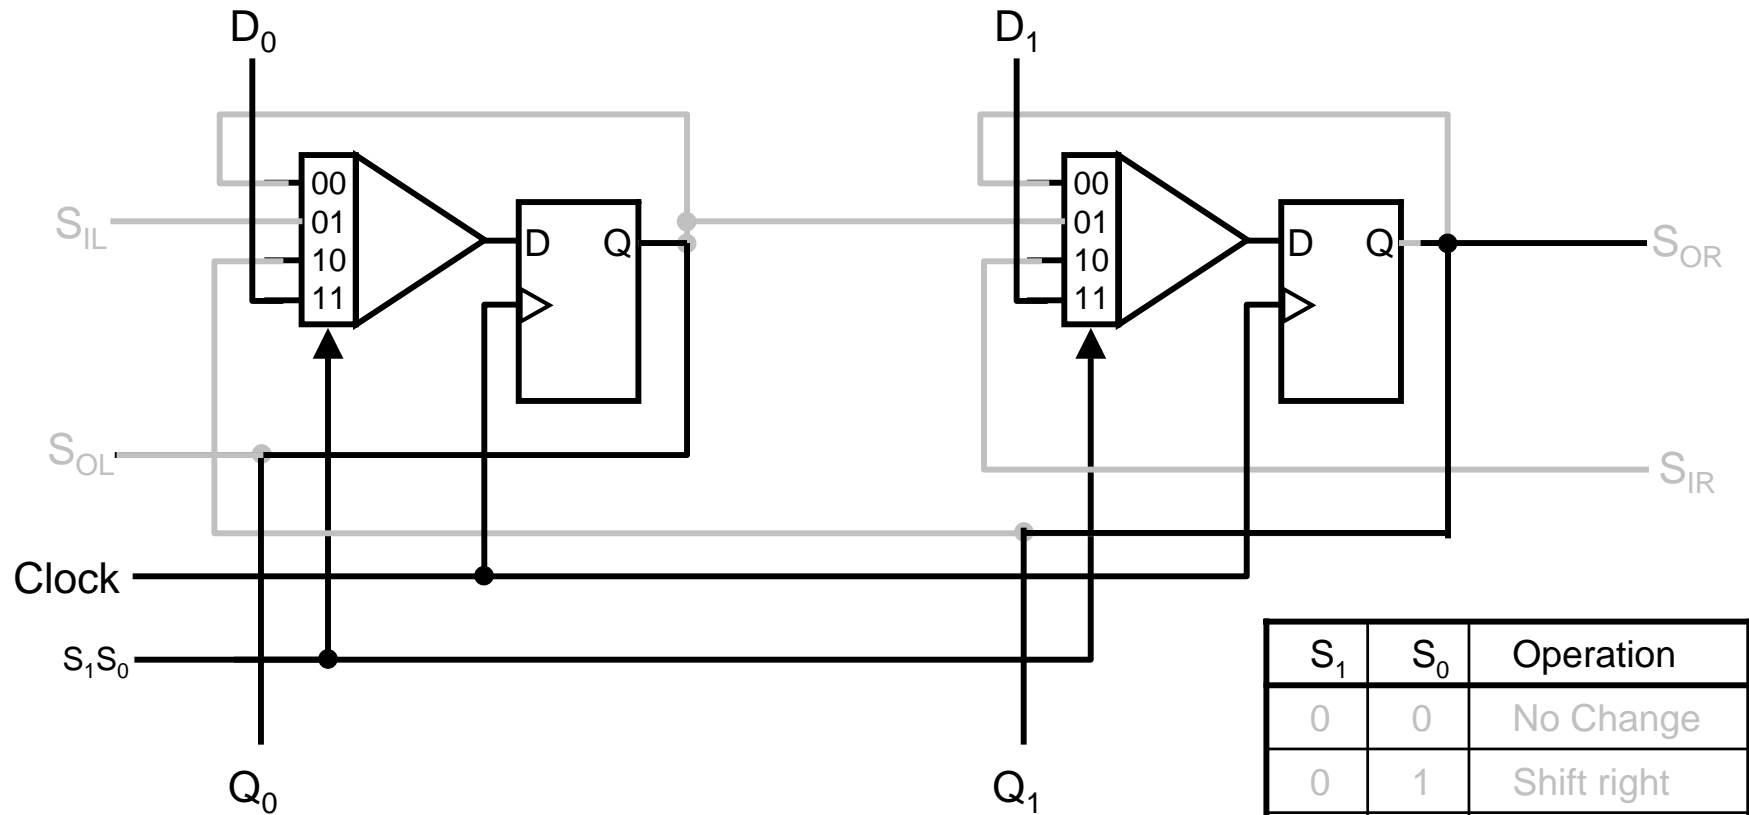 D0 D1
00 00
SIL 01 01
10 D Q 10 D Q SOR
11 11
SOL SIR
Clock
S1S0
S1 S0 Operation
0 0 No Change
0 1 Shift right
Q0 Q1